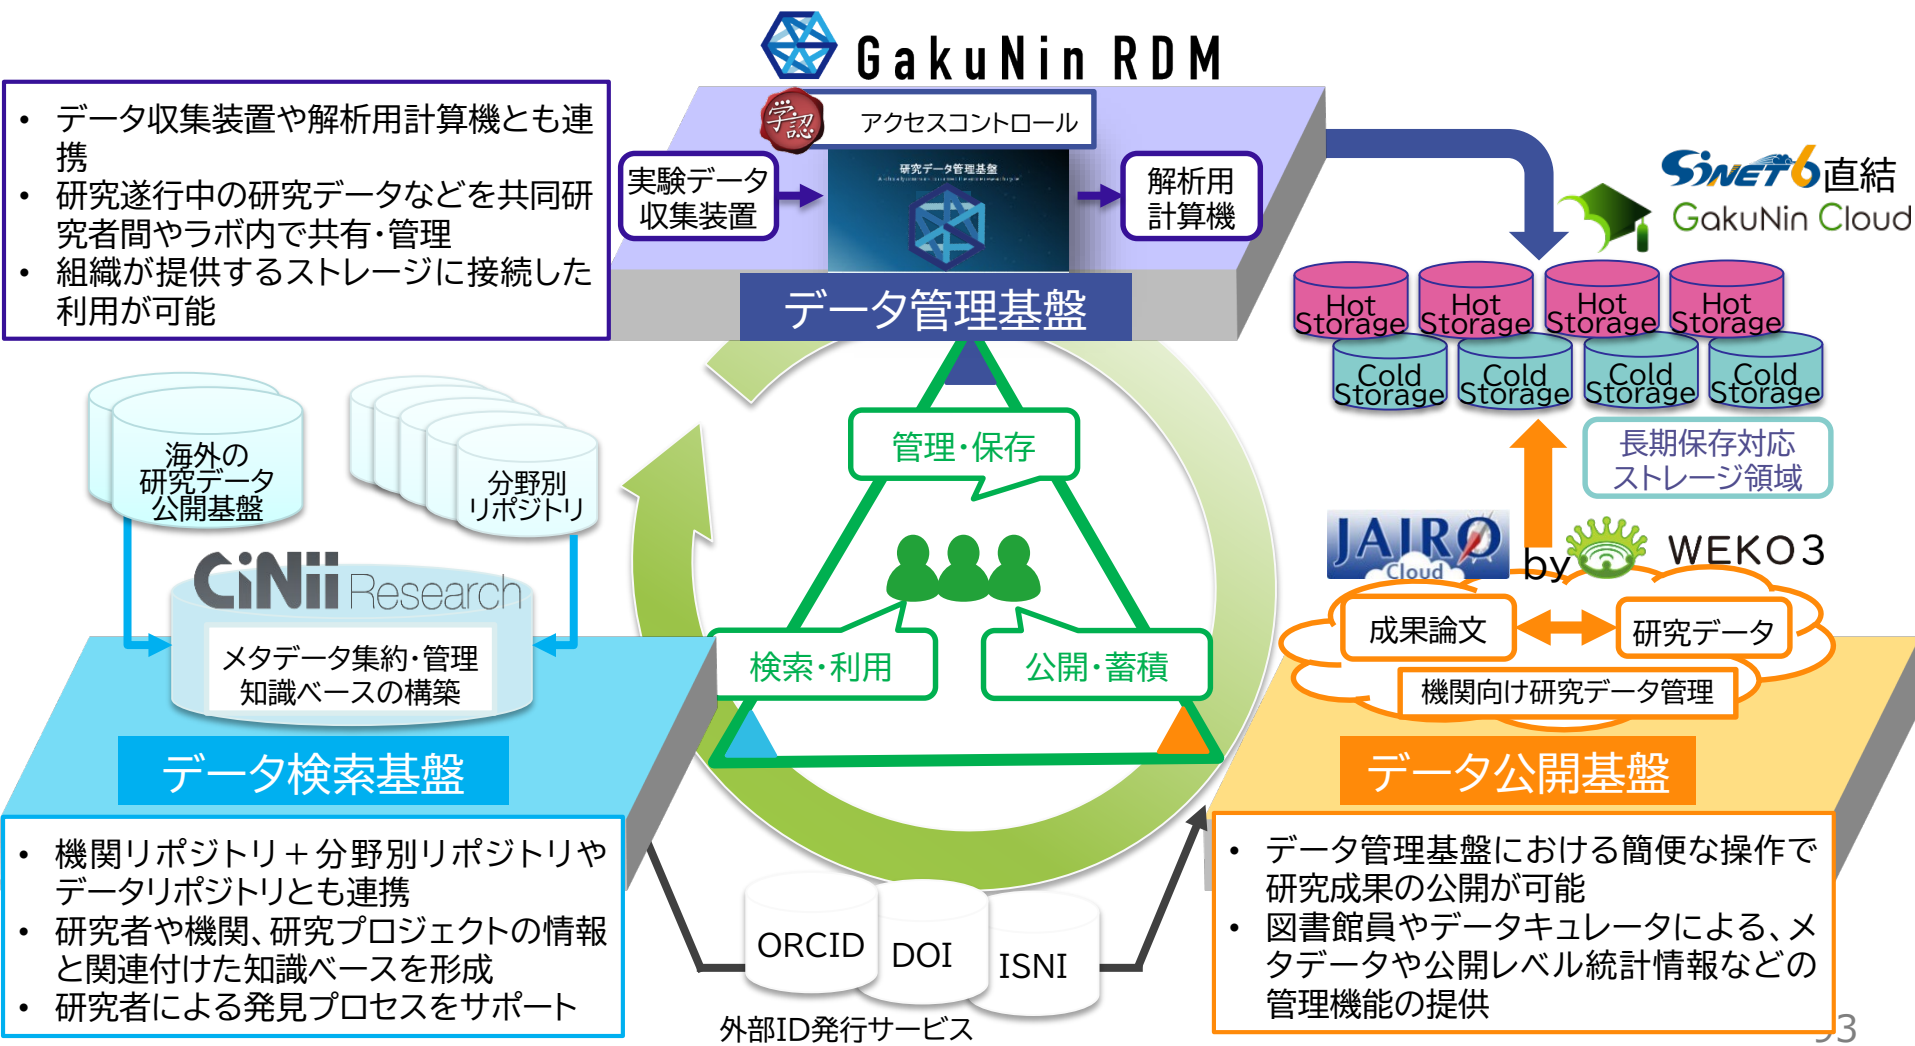 GakuNin RDM
• データ収集装置や解析用計算機とも連
携
• 研究遂行中の研究データなどを共同研
究者間やラボ内で共有・管理
• 組織が提供するストレージに接続した
利用が可能
学認
アクセスコントロール
実験データ
収集装置
研究データ管理基盤
解析用
計算機
データ管理基盤
SINET6直結
GakuNin Cloud
Hot
Storage
Hot
Storage
Hot
Storage
Hot
Storage
Cold
Storage
Cold
Storage
Cold
Storage
Cold
Storage
長期保存対応
ストレージ領域
海外の
研究データ
公開基盤
分野別
リポジトリ
CiNii Research
メタデータ集約・管理
知識ベースの構築
データ検索基盤
管理・保存
検索・利用
公開・蓄積
JAIRO
Cloud
by
WEKO3
成果論文
研究データ
機関向け研究データ管理
データ公開基盤
• 機関リポジトリ＋分野別リポジトリや
データリポジトリとも連携
• 研究者や機関、研究プロジェクトの情報
と関連付けた知識ベースを形成
• 研究者による発見プロセスをサポート
ORCID
DOI
ISNI
外部ID発行サービス
• データ管理基盤における簡便な操作で
研究成果の公開が可能
• 図書館員やデータキュレータによる、メ
タデータや公開レベル統計情報などの
管理機能の提供